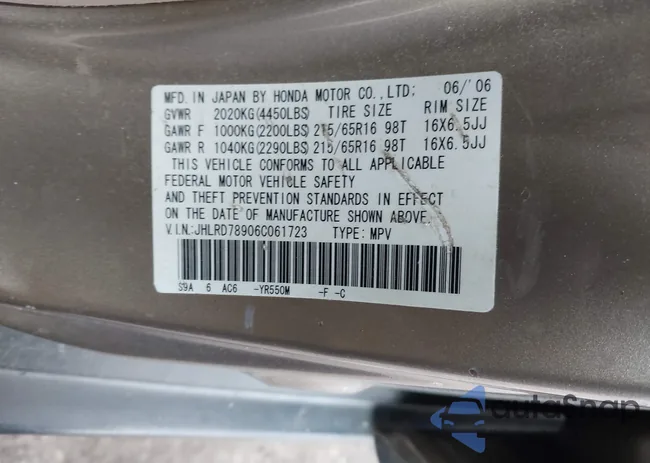 MFD. IN JAPAN BY HONDA MOTOR CO., LTD: 06/'06
GVWR 2020KG(4450LBS) TIRE SIZE RIM SIZE
GAWR F 1000KG(2200LBS) 215/65R16 98T 16X6.5JJ
GAWR R 1040KG(2290LBS) 215/65R16 98T 16X6.5JJ
THIS VEHICLE CONFORMS TO ALL APPLICABLE
FEDERAL MOTOR VEHICLE SAFETY
AND THEFT PREVENTION STANDARDS IN EFFECT
ON THE DATE OF MANUFACTURE SHOWN ABOVE.
V.I.N.:JHLRD78906C061723 TYPE: MPV
S9A 6 AC6 -YR550M -F -C
autoSnap